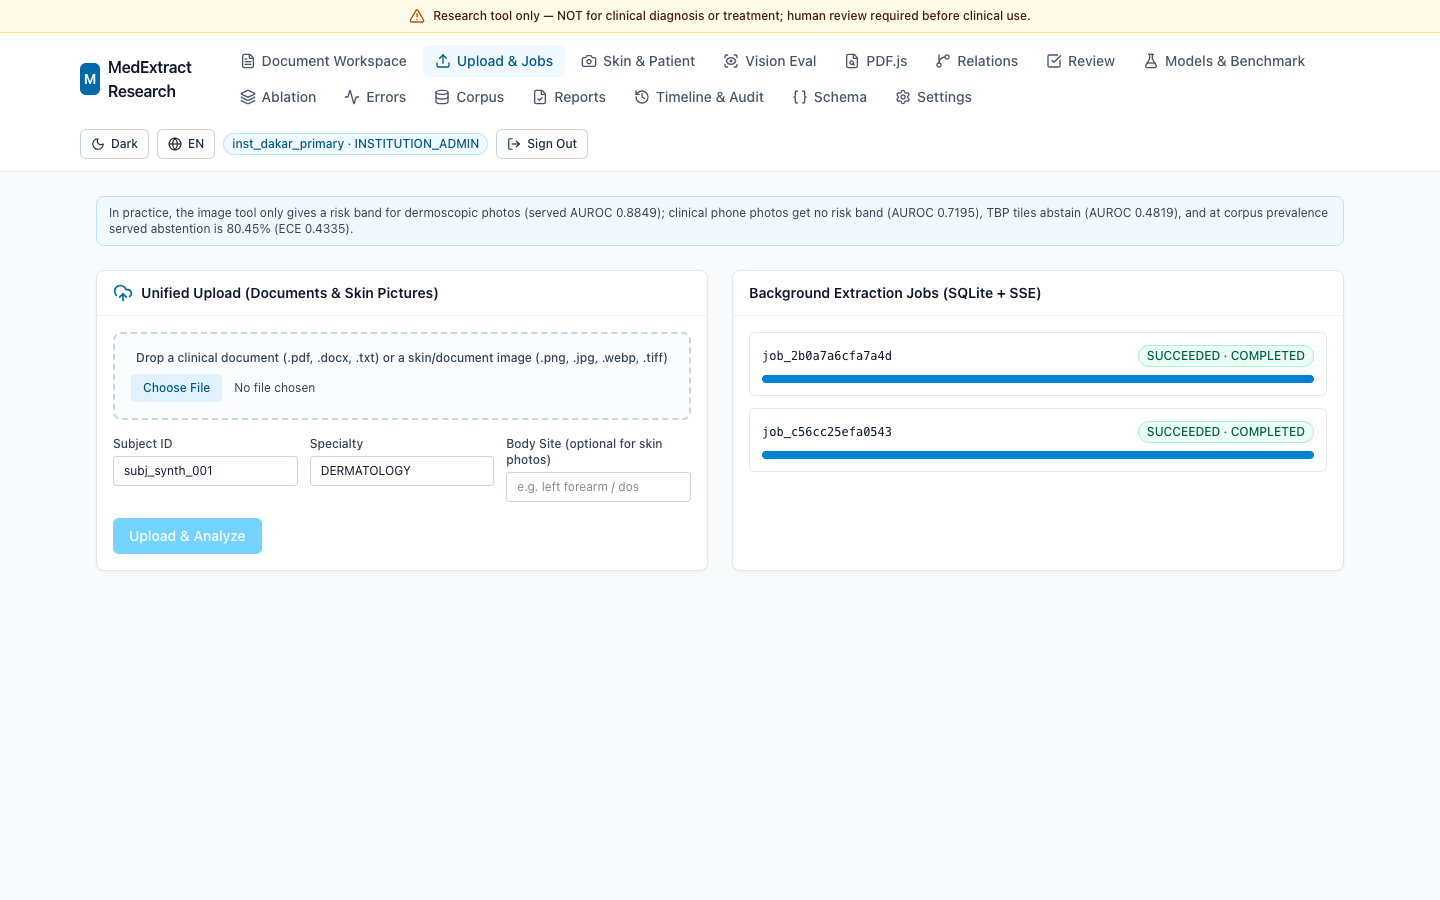 Research tool only — NOT for clinical diagnosis or treatment; human review required before clinical use.
M
MedExtract
Research
Document Workspace
Upload & Jobs
Skin & Patient
Vision Eval
PDF.js
Relations
Review
Models & Benchmark
Ablation
Errors
Corpus
Reports
Timeline & Audit
Schema
Settings
Dark
EN
inst_dakar_primary · INSTITUTION_ADMIN
Sign Out
In practice, the image tool only gives a risk band for dermoscopic photos (served AUROC 0.8849); clinical phone photos get no risk band (AUROC 0.7195), TBP tiles abstain (AUROC 0.4819), and at corpus prevalence
served abstention is 80.45% (ECE 0.4335).
Unified Upload (Documents & Skin Pictures)
Drop a clinical document (.pdf, .docx, .txt) or a skin/document image (.png, .jpg, .webp, .tiff)
Choose File
No file chosen
Subject ID
subj_synth_001
Specialty
DERMATOLOGY
Body Site (optional for skin
photos)
e.g. left forearm / dos
Upload & Analyze
Background Extraction Jobs (SQLite + SSE)
job_2b0a7a6cfa7a4d
SUCCEEDED · COMPLETED
job_c56cc25efa0543
SUCCEEDED · COMPLETED